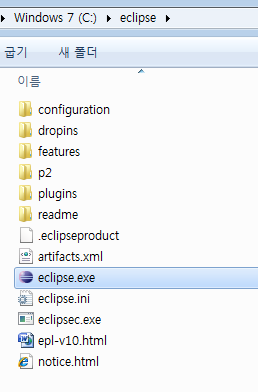 Windows 7 (C:) ▸ eclipse ▸
굽기 새 폴더
이름
configuration
dropins
features
p2
plugins
readme
.eclipseproduct
artifacts.xml
eclipse.exe
eclipse.ini
eclipsec.exe
epl-v10.html
notice.html